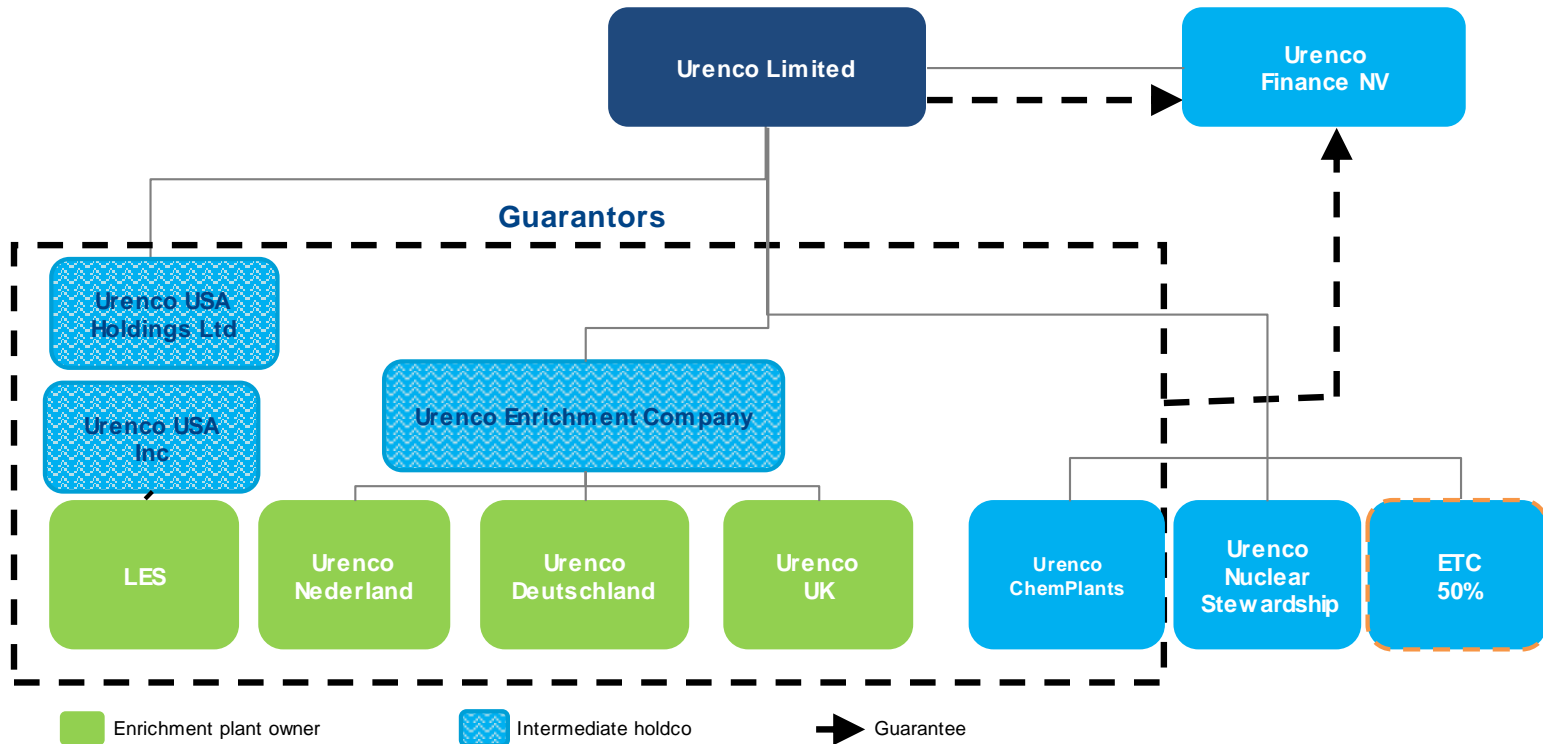 Urenco Limited
Urenco
Finance NV
Guarantors
Urenco USA
Holdings Ltd
Urenco USA
Inc
Urenco Enrichment Company
LES
Urenco
Nederland
Urenco
Deutschland
Urenco
UK
Urenco
ChemPlants
Urenco
Nuclear
Stewardship
ETC
50%
Enrichment plant owner
Intermediate holdco
Guarantee